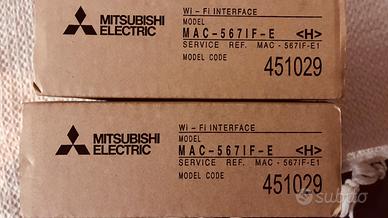 MITSUBISHI
ELECTRIC
Wi-Fi INTERFACE
MODEL
MAC-567IF-E <H>
SERVICE REF. MAC-567IF-E1
MODEL CODE
451029
MITSUBISHI
ELECTRIC
Wi-Fi INTERFACE
MODEL
MAC-567IF-E <H>
SERVICE REF. MAC-567IF-E1
MODEL CODE
451029
subito